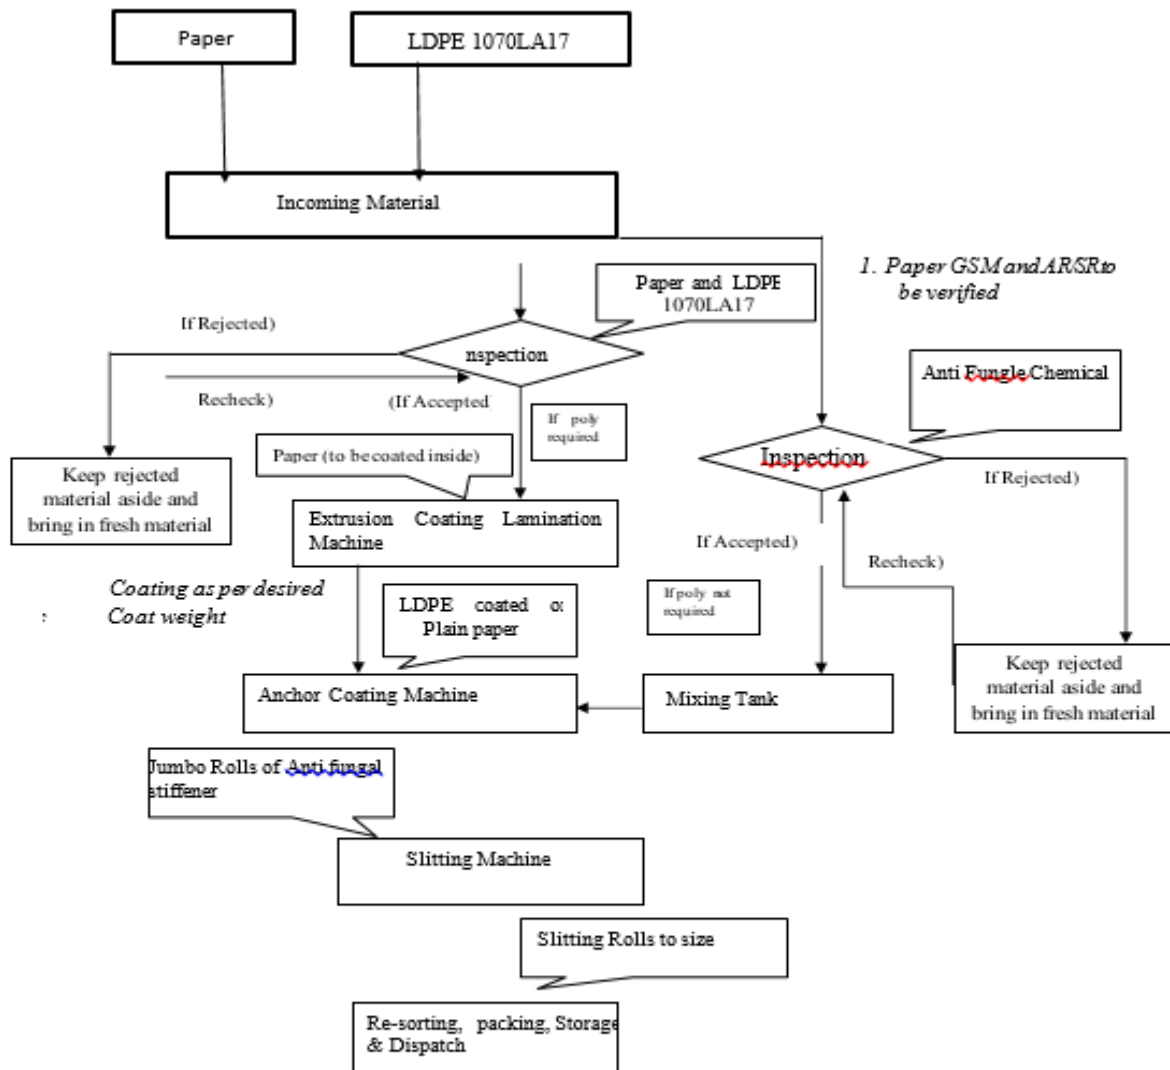 Paper
LDPE 1070LA17
Incoming Material
1. Paper GSM and AR/SR to
be verified
Paper and LDPE
1070LA17
If Rejected)
nspection
Anti Fungle Chemical
Recheck)
(If Accepted
If poly
required
Paper (to be coated inside)
Inspection
If Rejected)
Keep rejected
material aside and
bring in fresh material
Extrusion Coating Lamination
Machine
If Accepted)
Recheck)
Coating as per desired
: Coat weight
LDPE coated or
Plain paper
If poly not
required
Keep rejected
material aside and
bring in fresh material
Anchor Coating Machine
Mixing Tank
Jumbo Rolls of Anti fungal
stiffener
Slitting Machine
Slitting Rolls to size
Re-sorting, packing, Storage
& Dispatch